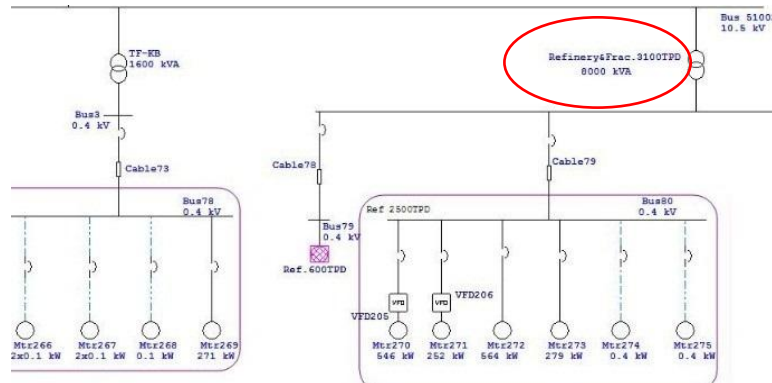 Bus 5100
10.5 kV
TF-KB
1600 kVA
Refinery&Frac.3100TPD
8000 kVA
Bus3
0.4 kV
Cable73
Cable78
Cable79
Bus78
0.4 kV
Bus79
0.4 kV
Ref.600TPD
Ref 2500TPD
Bus80
0.4 kV
VFD
VFD205
VFD
VFD206
Mtr266
2x0.1 kW
Mtr267
2x0.1 kW
Mtr268
0.1 kW
Mtr269
271 kW
Mtr270
546 kW
Mtr271
252 kW
Mtr272
564 kW
Mtr273
279 kW
Mtr274
0.4 kW
Mtr275
0.4 kW